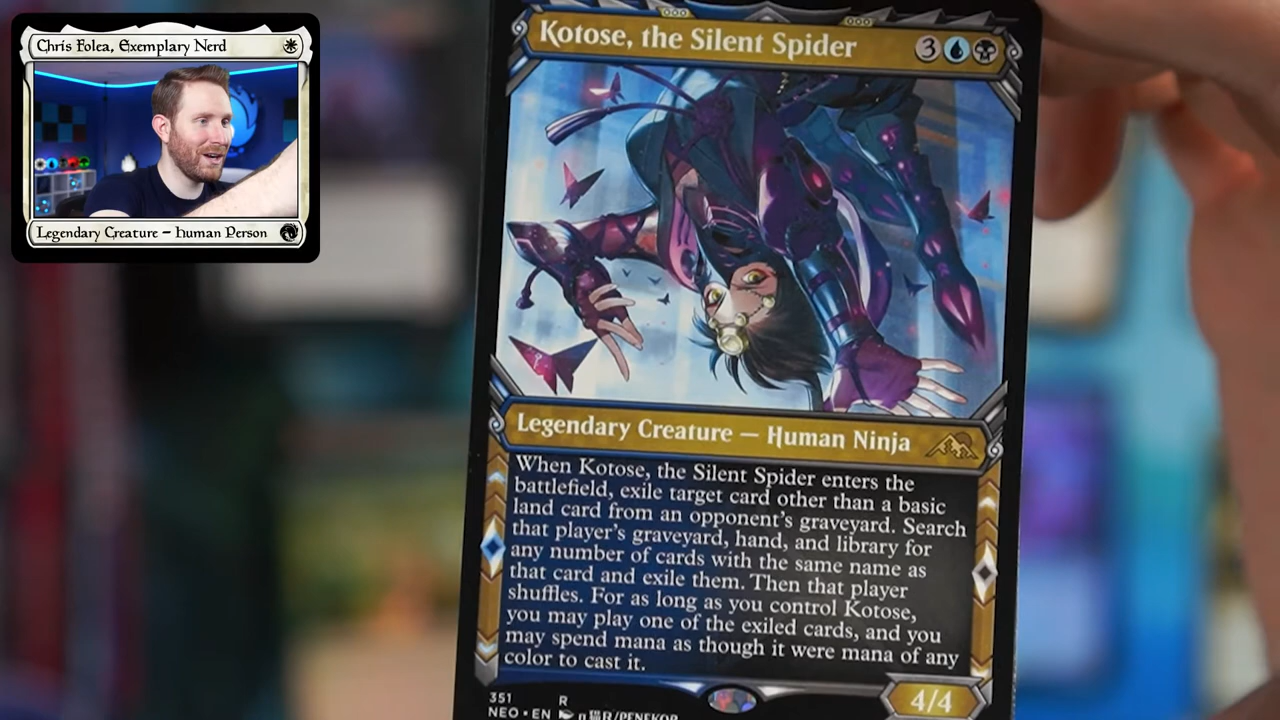 Chris Folea, Exemplary Nerd
Legendary Creature – Human Person
Kotose, the Silent Spider
3
Legendary Creature — Human Ninja
When Kotose, the Silent Spider enters the
battlefield, exile target card other than a basic
land card from an opponent's graveyard. Search
that player's graveyard, hand, and library for
any number of cards with the same name as
that card and exile them. Then that player
shuffles. For as long as you control Kotose,
you may play one of the exiled cards, and you
may spend mana as though it were mana of any
color to cast it.
4/4
351 R
NEO • EN